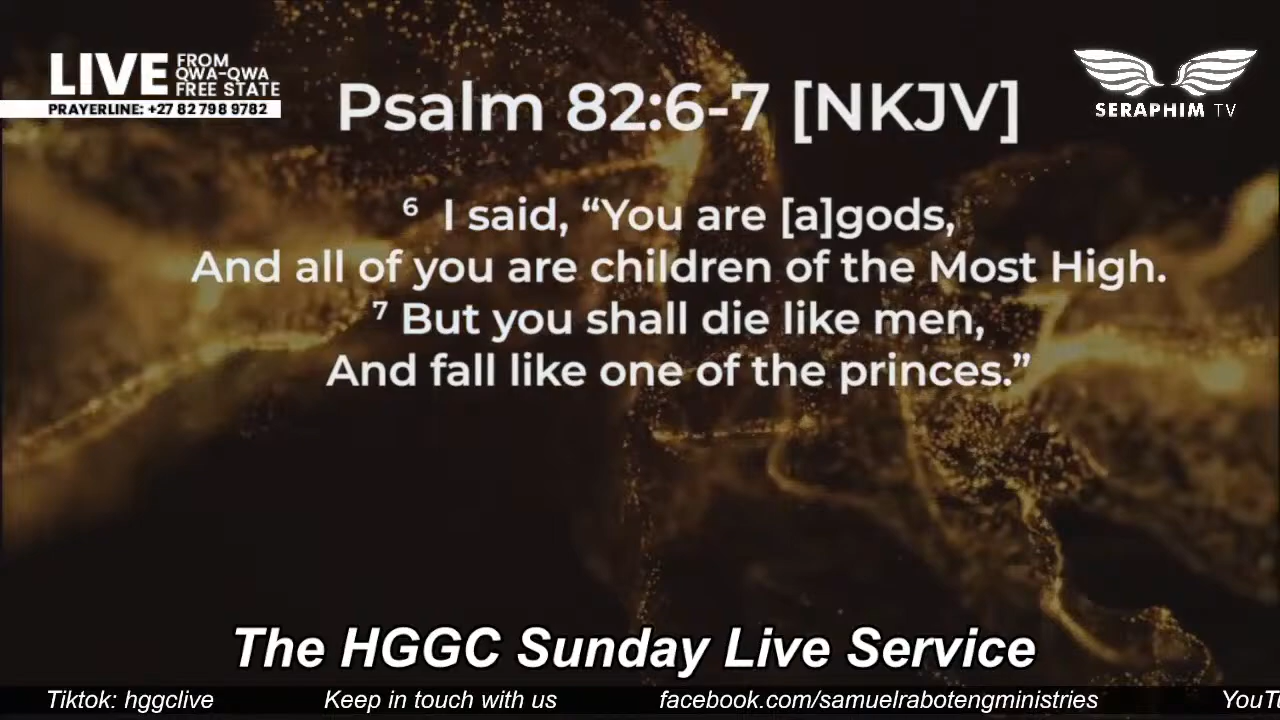 LIVE FROM
QWA-QWA
FREE STATE
PRAYERLINE: +27 82 798 9782
SERAPHIM TV
Psalm 82:6-7 [NKJV]
6 I said, “You are [a]gods,
And all of you are children of the Most High.
7 But you shall die like men,
And fall like one of the princes.”
The HGGC Sunday Live Service
Tiktok: hggclive Keep in touch with us facebook.com/samuelrabotengministries YouT